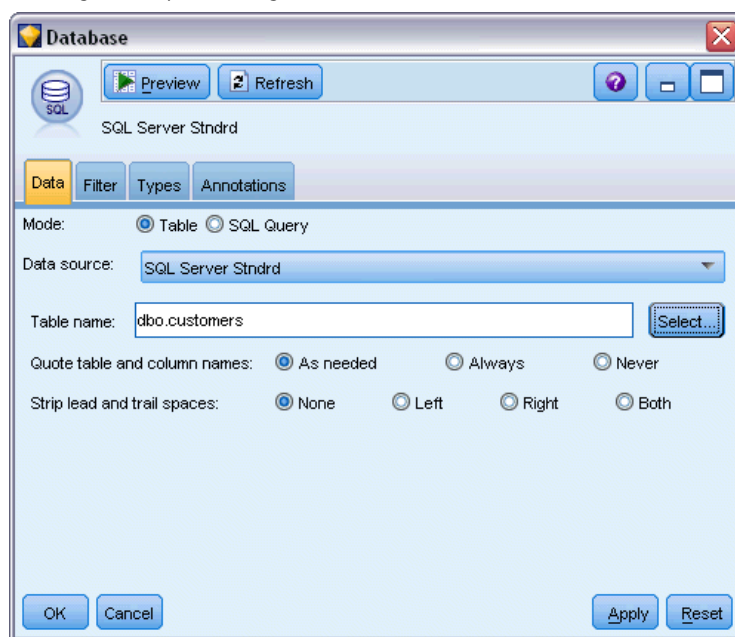 Database
Preview Refresh
SQL
SQL Server Stndrd
Data Filter Types Annotations
Mode: Table SQL Query
Data source: SQL Server Stndrd
Table name: dbo.customers Select...
Quote table and column names: As needed Always Never
Strip lead and trail spaces: None Left Right Both
OK Cancel Apply Reset